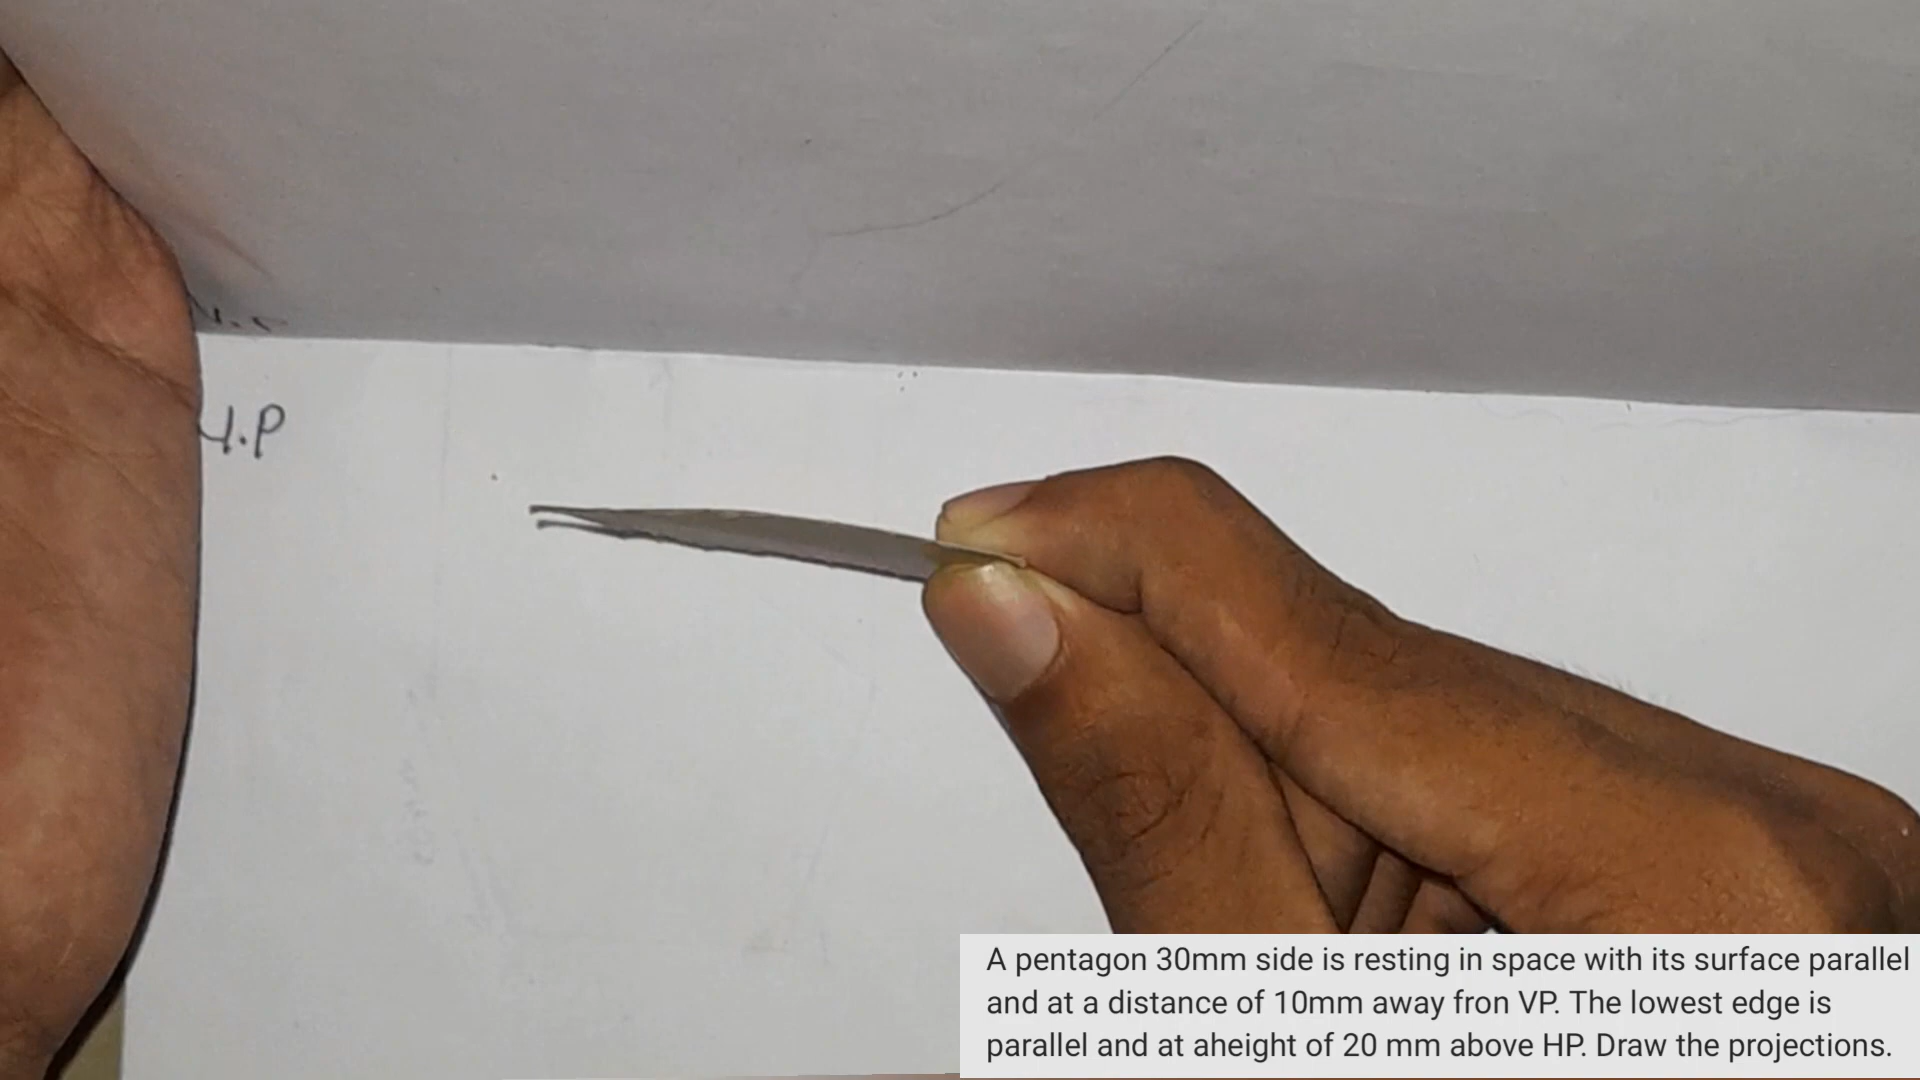 H.P
A pentagon 30mm side is resting in space with its surface parallel
and at a distance of 10mm away fron VP. The lowest edge is
parallel and at aheight of 20 mm above HP. Draw the projections.